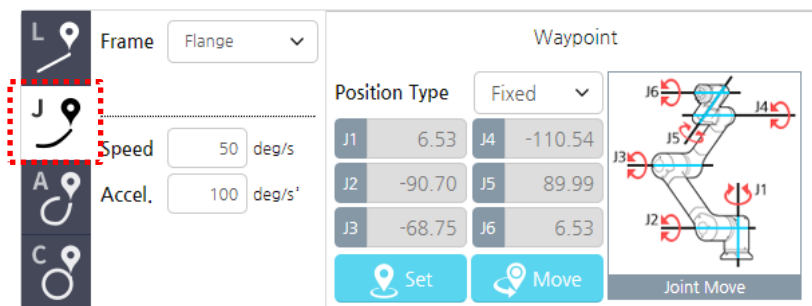 L
Frame
Flange
J
Speed
50 deg/s
Accel.
100 deg/s²
A
C
Waypoint
Position Type
Fixed
J1 6.53 J4 -110.54
J2 -90.70 J5 89.99
J3 -68.75 J6 6.53
Set
Move
J6
J4
J5
J3
J1
J2
Joint Move